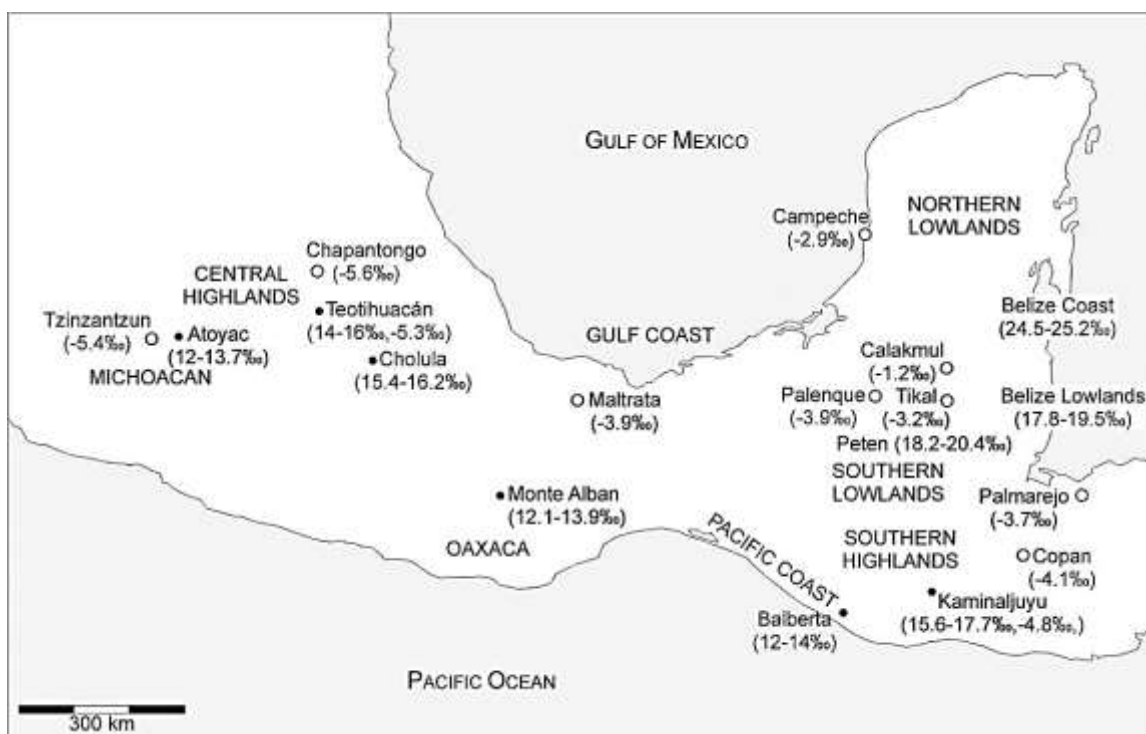 GULF OF MEXICO
NORTHERN
LOWLANDS
Campeche
(-2.9‰)
Chapantongo
(-5.6‰)
CENTRAL
HIGHLANDS
Teotihuacán
(14-16‰,-5.3‰)
Tzinzantzun
(-5.4‰)
Atoyac
(12-13.7‰)
MICHOACAN
Cholula
(15.4-16.2‰)
GULF COAST
Belize Coast
(24.5-25.2‰)
Calakmul
(-1.2‰)
Maltrata
(-3.9‰)
Palenque
(-3.9‰)
Tikal
(-3.2‰)
Belize Lowlands
(17.8-19.5‰)
Peten (18.2-20.4‰)
SOUTHERN
LOWLANDS
Palmarejo
(-3.7‰)
Monte Alban
(12.1-13.9‰)
OAXACA
PACIFIC COAST
SOUTHERN
HIGHLANDS
Copan
(-4.1‰)
Kaminaljuyu
(15.6-17.7‰,-4.8‰,)
Balberta
(12-14‰)
PACIFIC OCEAN
300 km